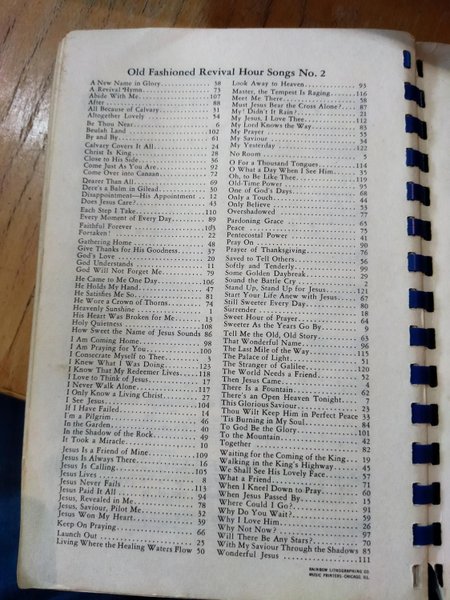 Old Fashioned Revival Hour Songs No. 2
A New Name in Glory 58
A Revival Hymn 73
Abide With Me 107
After 88
All Because of Calvary 31
Altogether Lovely 54
Be Thou Near 6
Beulah Land 102
By and By 61
Calvary Covers It All 24
Christ Is King 28
Close to His Side 36
Come Just As You Are 92
Come Over into Canaan 72
Dearer Than All 69
Dere's a Balm in Gilead 50
Disappointment—His Appointment 12
Does Jesus Care? 45
Each Step I Take 110
Every Moment of Every Day 89
Faithful Forever 103
Forsaken! 22
Gathering Home 48
Give Thanks for His Goodness 37
God's Love 20
God Understands 11
God Will Not Forget Me 79
He Came to Me One Day 106
He Holds My Hand 47
He Satisfies Me So 81
He Wore a Crown of Thorns 74
Heavenly Sunshine 1
His Heart Was Broken for Me 13
Holy Quietness 108
How Sweet the Name of Jesus Sounds 86
I Am Coming Home 98
I Am Praying for You 100
I Consecrate Myself to Thee 3
I Knew What I Was Doing 123
I Know That My Redeemer Lives 118
I Love to Think of Jesus 17
I Never Walk Alone 117
I Only Know a Living Christ 27
I See Jesus 104
If I Have Failed 14
I'm a Pilgrim 46
In the Garden 40
In the Shadow of the Rock 49
It Took a Miracle 10
Jesus Is a Friend of Mine 109
Jesus Is Always There 16
Jesus Is Calling 105
Jesus Lives
Jesus Never Fails 8
Jesus Paid It All 113
Jesus, Revealed in Me 94
Jesus, Saviour, Pilot Me 78
Jesus Won My Heart 32
Keep On Praying 66
Launch Out 25
Living Where the Healing Waters Flow 50
Look Away to Heaven 93
Master, the Tempest is Raging 116
Meet Me There 58
Must Jesus Bear the Cross Alone? 87
My! Didn't It Rain? 21
My Jesus, I Love Thee 112
My Lord Knows the Way 83
My Prayer 53
My Saviour 34
My Yesterday 122
No Room 5
O For a Thousand Tongues 114
O What a Day When I See Him 35
Oh, to Be Like Thee 119
Old-Time Power 95
One of God's Days 68
Only a Touch 44
Only Believe 53
Overshadowed 77
Pardoning Grace 65
Peace
Pentecostal Power 41
Pray On 90
Prayer of Thanksgiving 76
Saved to Tell Others 56
Softly and Tenderly 99
Some Golden Daybreak 29
Sound the Battle Cry 2
Stand Up, Stand Up for Jesus 121
Start Your Life Anew with Jesus 67
Still Sweeter Every Day 80
Surrender 18
Sweet Hour of Prayer 64
Sweeter As the Years Go By 9
Tell Me the Old, Old Story 63
That Wonderful Name 96
The Last Mile of the Way 115
The Palace of Light 51
The Stranger of Galilee 120
The World Needs a Friend 52
Then Jesus Came 4
There Is a Fountain 62
There's an Open Heaven Tonight 7
This Glorious Saviour 23
Thou Wilt Keep Him in Perfect Peace 33
'Tis Burning in My Soul 84
To God Be the Glory 101
To the Mountain 42
Together 82
Waiting for the Coming of the King 19
Walking in the King's Highway 45
We Shall See His Lovely Face 57
What a Friend 71
When I Kneel Down to Pray 60
When Jesus Passed By 15
Where Could I Go? 91
Why Do You Wait? 59
Why I Love Him 26
Why Not Now? 97
Will There Be Any Stars? 70
With My Saviour Through the Shadows 85
Wonderful Jesus 111
RAINBOW LITHOGRAPHING CO.
MUSIC PRINTERS-CHICAGO, ILL.